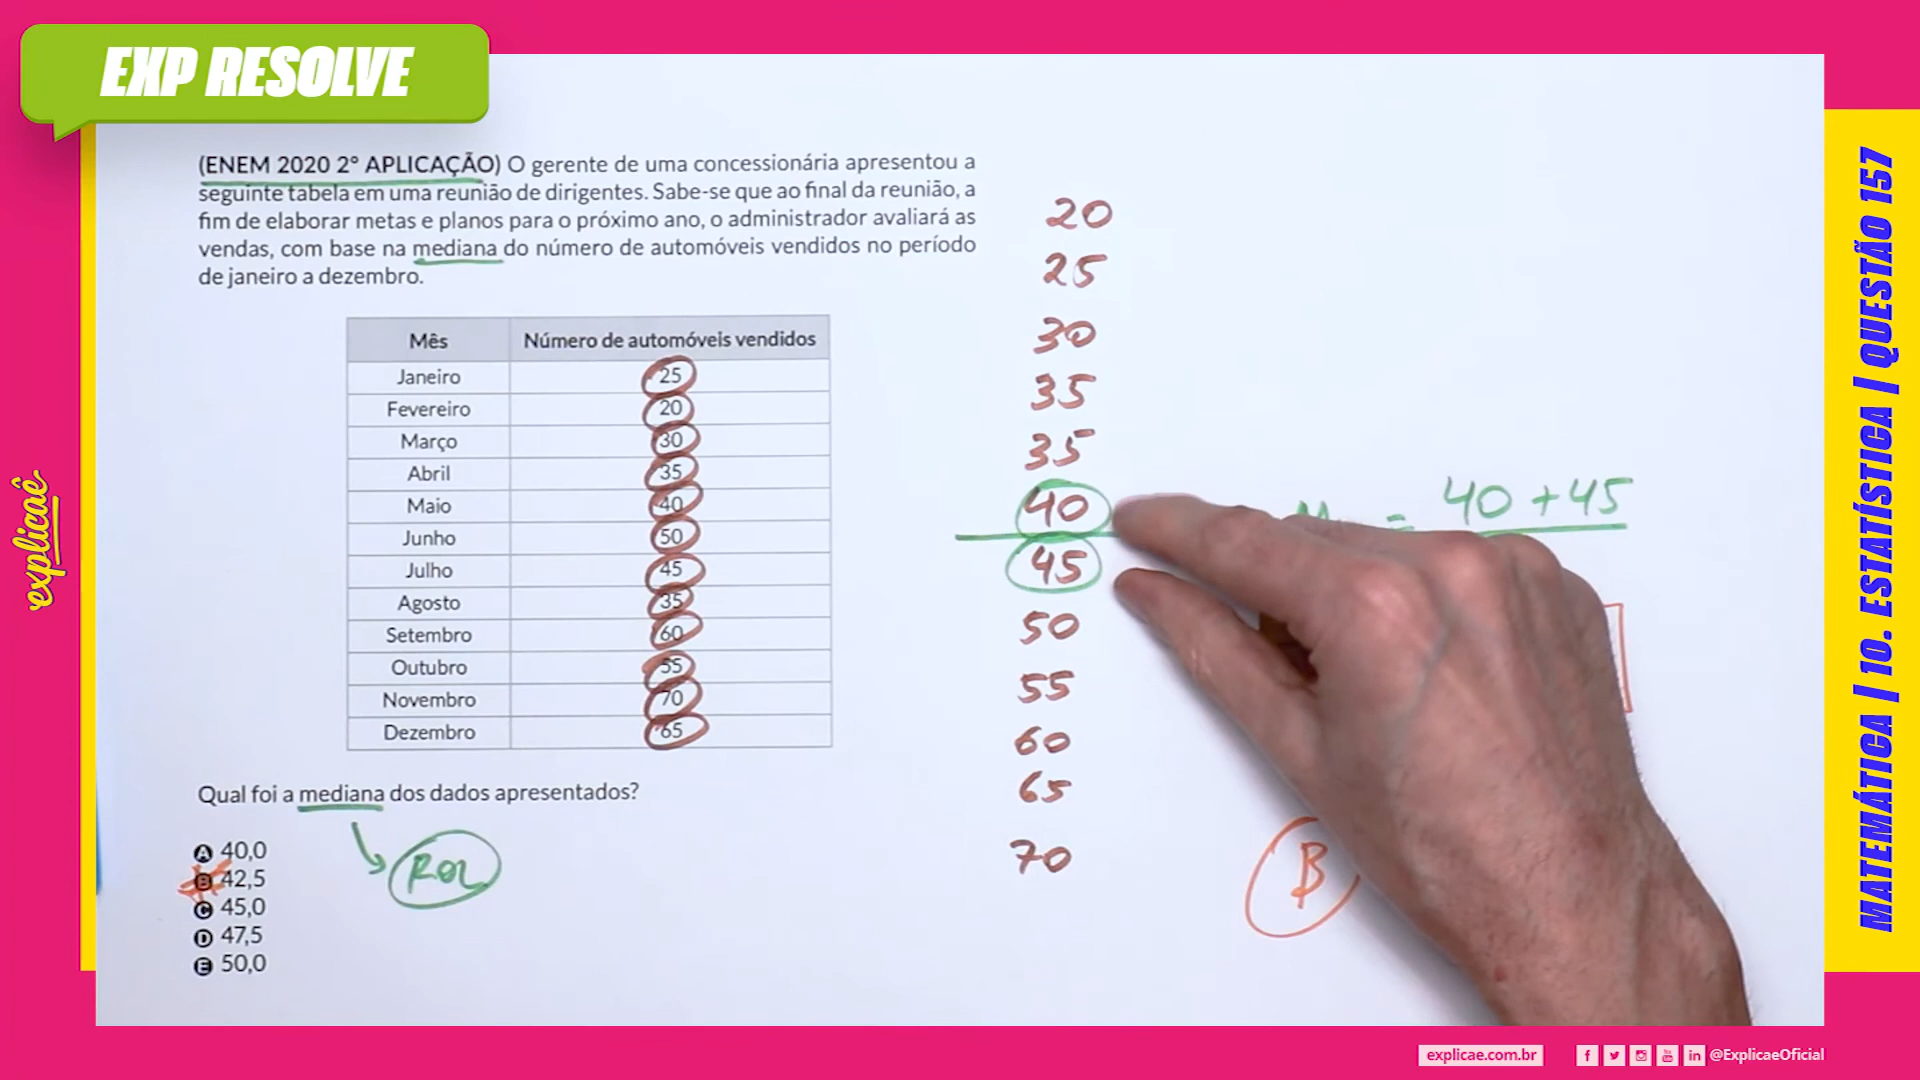 EXP RESOLVE
(ENEM 2020 2° APLICAÇÃO) O gerente de uma concessionária apresentou a
seguinte tabela em uma reunião de dirigentes. Sabe-se que ao final da reunião, a
fim de elaborar metas e planos para o próximo ano, o administrador avaliará as
vendas, com base na mediana do número de automóveis vendidos no período
de janeiro a dezembro.
Mês Número de automóveis vendidos
Janeiro 25
Fevereiro 20
Março 30
Abril 35
Maio 40
Junho 50
Julho 45
Agosto 35
Setembro 60
Outubro 55
Novembro 70
Dezembro 65
Qual foi a mediana dos dados apresentados?
A 40,0
B 42,5
C 45,0
D 47,5
E 50,0
ROL
20
25
30
35
35
40
45
50
55
60
65
70
= 40 + 45
B
explicaê
MATEMÁTICA | 10. ESTATÍSTICA | QUESTÃO 157
explicae.com.br
@ExplicaeOficial